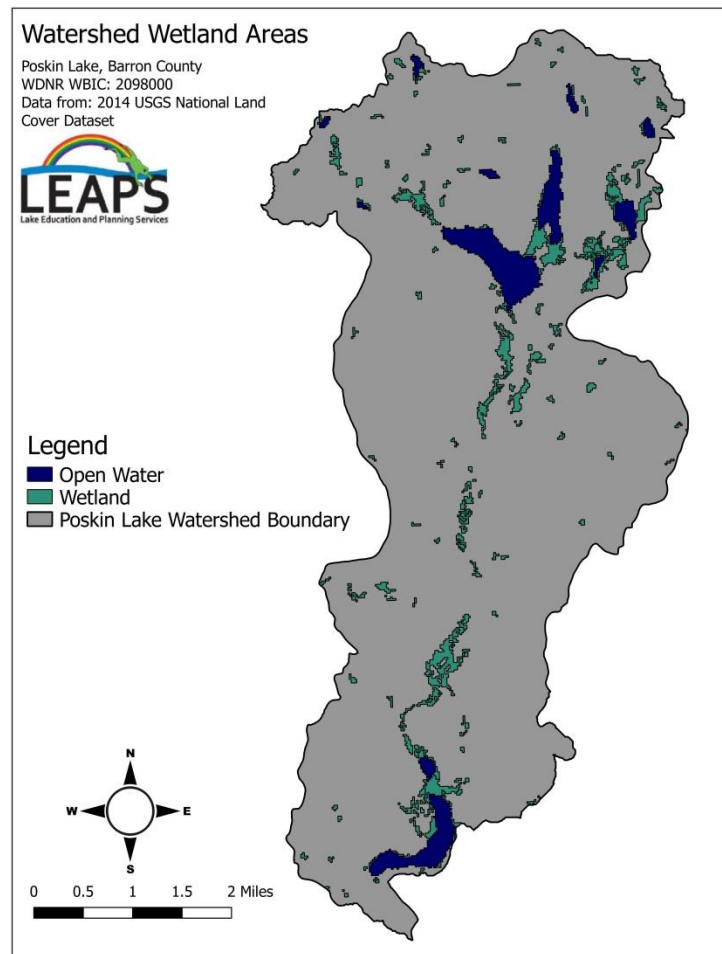 Watershed Wetland Areas
Poskin Lake, Barron County
WDNR WBIC: 2098000
Data from: 2014 USGS National Land
Cover Dataset
LEAPS
Lake Education and Planning Services
Legend
Open Water
Wetland
Poskin Lake Watershed Boundary
N
W E
S
0 0.5 1 2 Miles